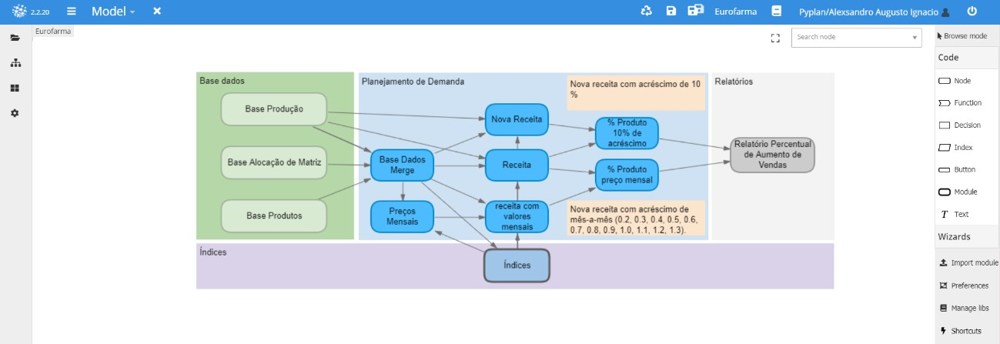 2.2.20
Model
Eurofarma
Pyplan/Alexsandro Augusto Ignacio
Eurofarma
Search node
Browse mode
Code
Node
Function
Decision
Index
Button
Module
T Text
Wizards
Import module
Preferences
Manage libs
Shortcuts
Base dados
Base Produção
Base Alocação de Matriz
Base Produtos
Planejamento de Demanda
Nova receita com acréscimo de 10
%
Nova Receita
% Produto
10% de
acréscimo
Base Dados
Merge
Receita
% Produto
preço mensal
Preços
Mensais
receita com
valores
mensais
Nova receita com acréscimo de
mês-a-mês (0.2, 0.3, 0.4, 0.5, 0.6,
0.7, 0.8, 0.9, 1.0, 1.1, 1.2, 1.3).
Relatórios
Relatório Percentual
de Aumento de
Vendas
Índices
Índices